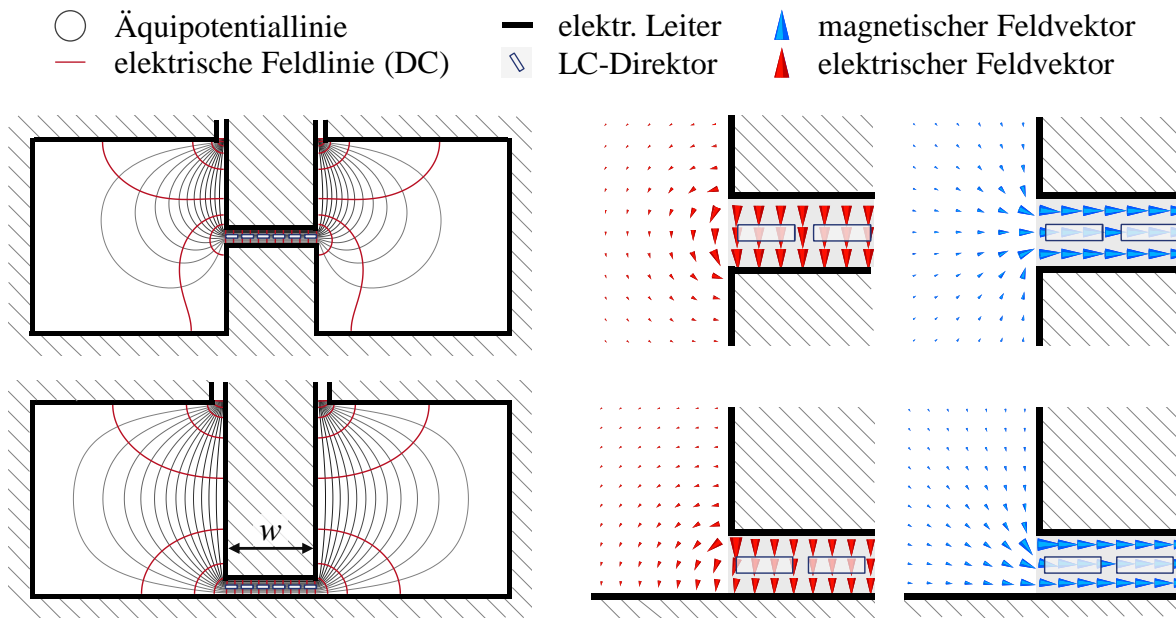 Äquipotentiallinie
elektr. Leiter
magnetischer Feldvektor
elektrische Feldlinie (DC)
LC-Direktor
elektrischer Feldvektor
w